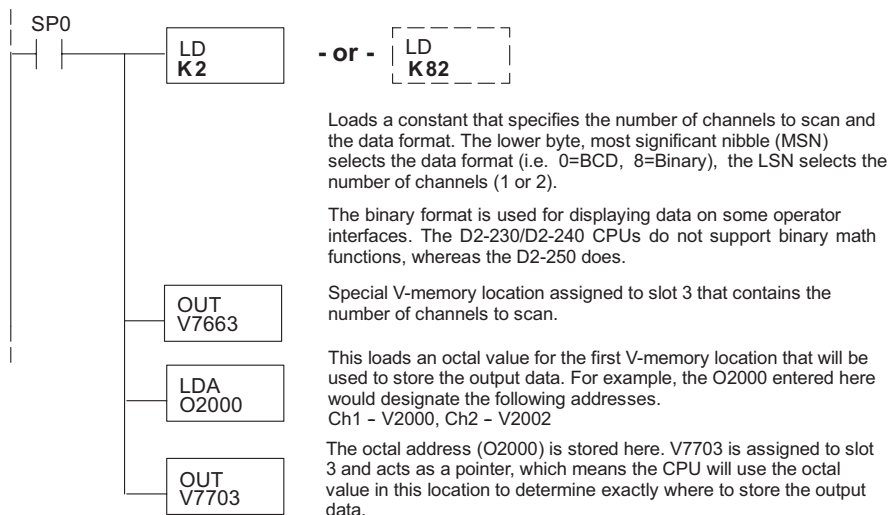 SP0
LD
K2
- or -
LD
K82
Loads a constant that specifies the number of channels to scan and
the data format. The lower byte, most significant nibble (MSN)
selects the data format (i.e. 0=BCD, 8=Binary), the LSN selects the
number of channels (1 or 2).
The binary format is used for displaying data on some operator
interfaces. The D2-230/D2-240 CPUs do not support binary math
functions, whereas the D2-250 does.
OUT
V7663
Special V-memory location assigned to slot 3 that contains the
number of channels to scan.
LDA
O2000
This loads an octal value for the first V-memory location that will be
used to store the output data. For example, the O2000 entered here
would designate the following addresses.
Ch1 – V2000, Ch2 – V2002
OUT
V7703
The octal address (O2000) is stored here. V7703 is assigned to slot
3 and acts as a pointer, which means the CPU will use the octal
value in this location to determine exactly where to store the output
data.